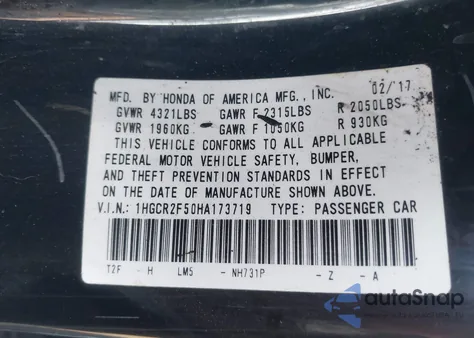 MFD. BY HONDA OF AMERICA MFG., INC. 02/17
GVWR 4321LBS GAWR F 2315LBS R 2050LBS
GVWR 1960KG GAWR F 1050KG R 930KG
THIS VEHICLE CONFORMS TO ALL APPLICABLE
FEDERAL MOTOR VEHICLE SAFETY, BUMPER,
AND THEFT PREVENTION STANDARDS IN EFFECT
ON THE DATE OF MANUFACTURE SHOWN ABOVE.
V.I.N.: 1HGCR2F50HA173719 TYPE: PASSENGER CAR
T2F - H LM5 - NH731P - Z - A
autoSnap